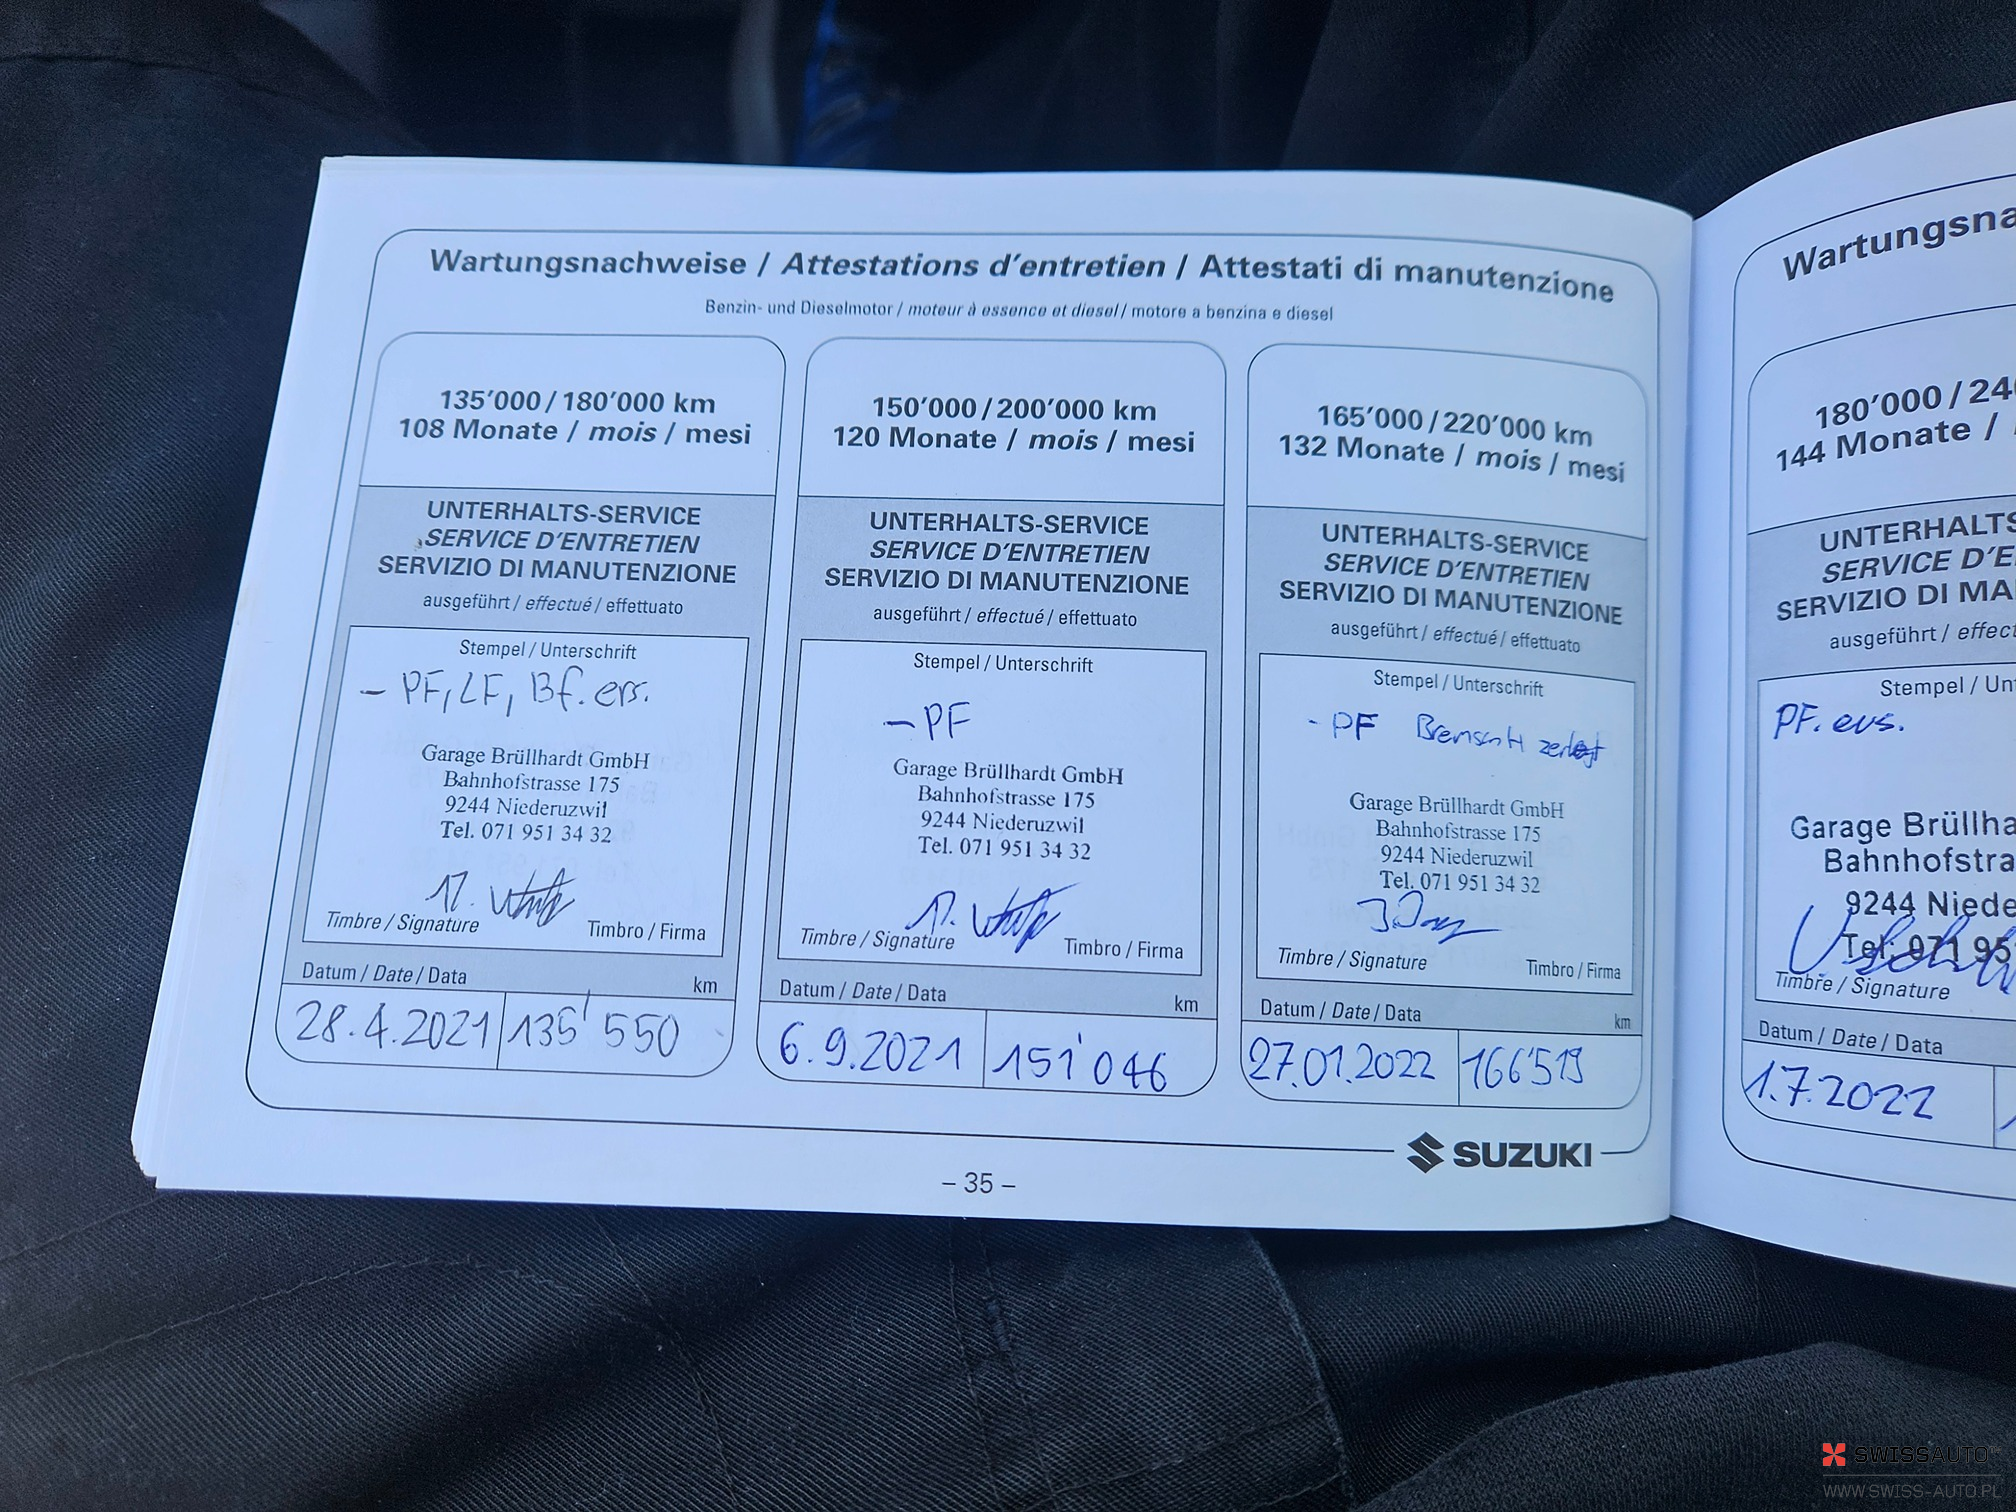 Wartungsnachweise / Attestations d'entretien / Attestati di manutenzione
Benzin- und Dieselmotor / moteur à essence et diesel / motore a benzina e diesel
135'000 / 180'000 km
108 Monate / mois / mesi
UNTERHALTS-SERVICE
SERVICE D'ENTRETIEN
SERVIZIO DI MANUTENZIONE
ausgeführt / effectué / effettuato
Stempel / Unterschrift
– PF, LF, Bf. ers.
Garage Brüllhardt GmbH
Bahnhofstrasse 175
9244 Niederuzwil
Tel. 071 951 34 32
Timbre / Signature Timbro / Firma
Datum / Date / Data km
28.4.2021 135'550
150'000 / 200'000 km
120 Monate / mois / mesi
UNTERHALTS-SERVICE
SERVICE D'ENTRETIEN
SERVIZIO DI MANUTENZIONE
ausgeführt / effectué / effettuato
Stempel / Unterschrift
– PF
Garage Brüllhardt GmbH
Bahnhofstrasse 175
9244 Niederuzwil
Tel. 071 951 34 32
Timbre / Signature Timbro / Firma
Datum / Date / Data km
6.9.2021 151'046
165'000 / 220'000 km
132 Monate / mois / mesi
UNTERHALTS-SERVICE
SERVICE D'ENTRETIEN
SERVIZIO DI MANUTENZIONE
ausgeführt / effectué / effettuato
Stempel / Unterschrift
- PF zerlegt
Garage Brüllhardt GmbH
Bahnhofstrasse 175
9244 Niederuzwil
Tel. 071 951 34 32
Timbre / Signature Timbro / Firma
Datum / Date / Data km
27.01.2022 166'519
SUZUKI
– 35 –
Wartungsna
180'000 / 24
144 Monate /
UNTERHALTS
SERVICE D'E
SERVIZIO DI MA
ausgeführt / effec
Stempel / Un
PF. ers.
Garage Brüllha
Bahnhofstra
9244 Niede
Tel. 071 95
Timbre / Signature
Datum / Date / Data
1.7.2022
SWISSAUTO
WWW.SWISS-AUTO.PL